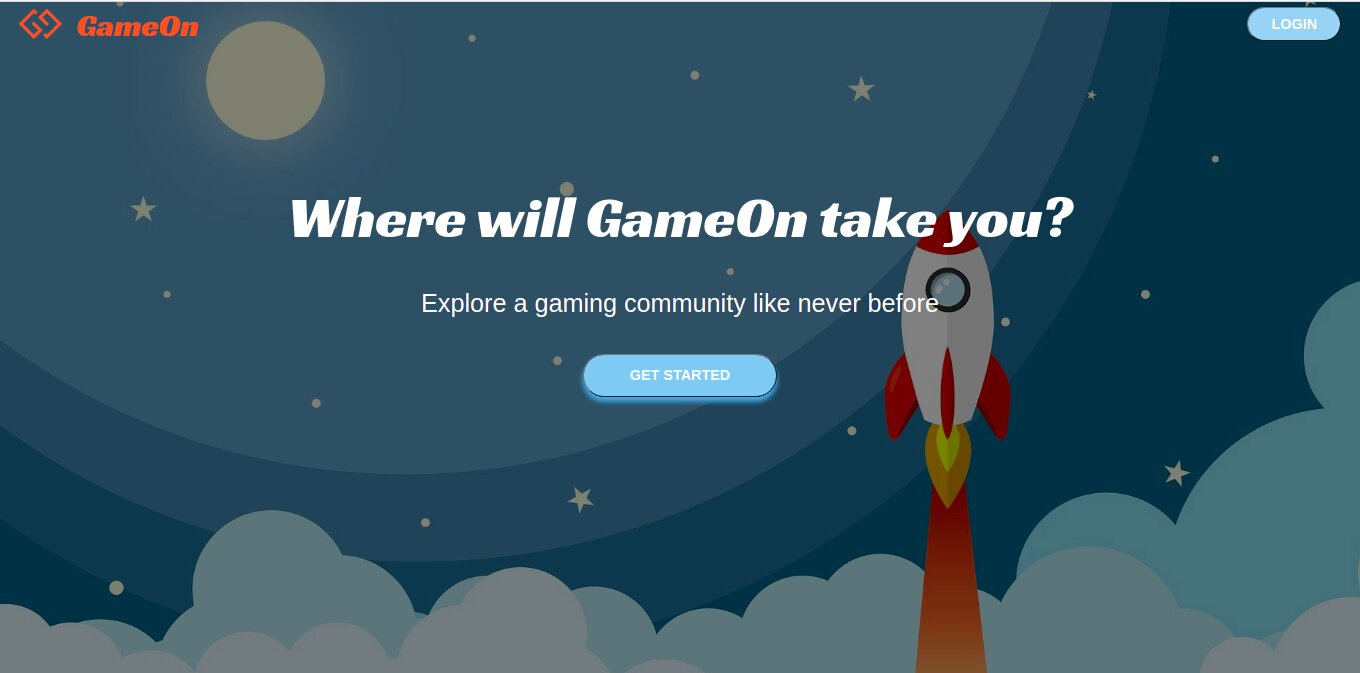 GameOn
LOGIN
Where will GameOn take you?
Explore a gaming community like never before
GET STARTED